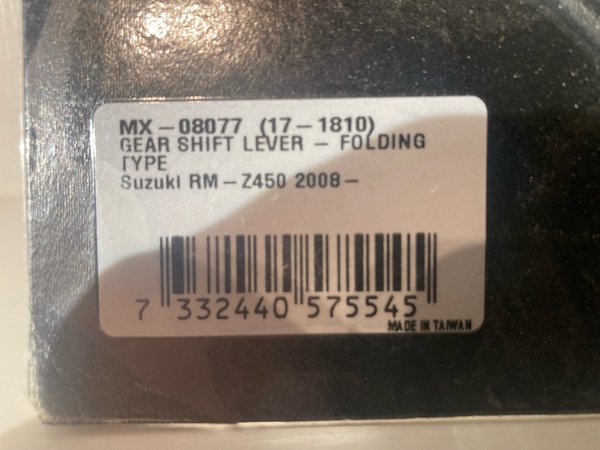 MX-08077 (17-1810)
GEAR SHIFT LEVER - FOLDING
TYPE
Suzuki RM-Z450 2008-
7 332440 575545
MADE IN TAIWAN